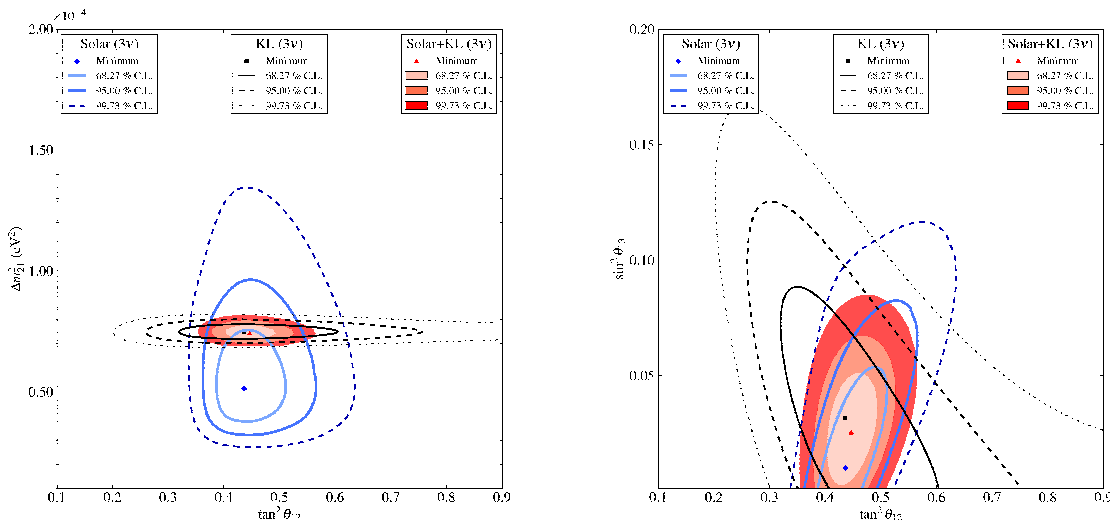 ×10⁻⁴
2.00
1.50
1.00
0.50
Δm²₂₁ (eV²)
Solar (3ν)
Minimum
68.27 % C.L.
95.00 % C.L.
99.73 % C.L.
KL (3ν)
Minimum
68.27 % C.L.
95.00 % C.L.
99.73 % C.L.
Solar+KL (3ν)
Minimum
68.27 % C.L.
95.00 % C.L.
99.73 % C.L.
0.1 0.2 0.3 0.4 0.5 0.6 0.7 0.8 0.9
tan² θ₁₂
0.20
0.15
0.10
0.05
sin² θ₁₃
Solar (3ν)
Minimum
68.27 % C.L.
95.00 % C.L.
99.73 % C.L.
KL (3ν)
Minimum
68.27 % C.L.
95.00 % C.L.
99.73 % C.L.
Solar+KL (3ν)
Minimum
68.27 % C.L.
95.00 % C.L.
99.73 % C.L.
0.1 0.2 0.3 0.4 0.5 0.6 0.7 0.8 0.9
tan² θ₁₂